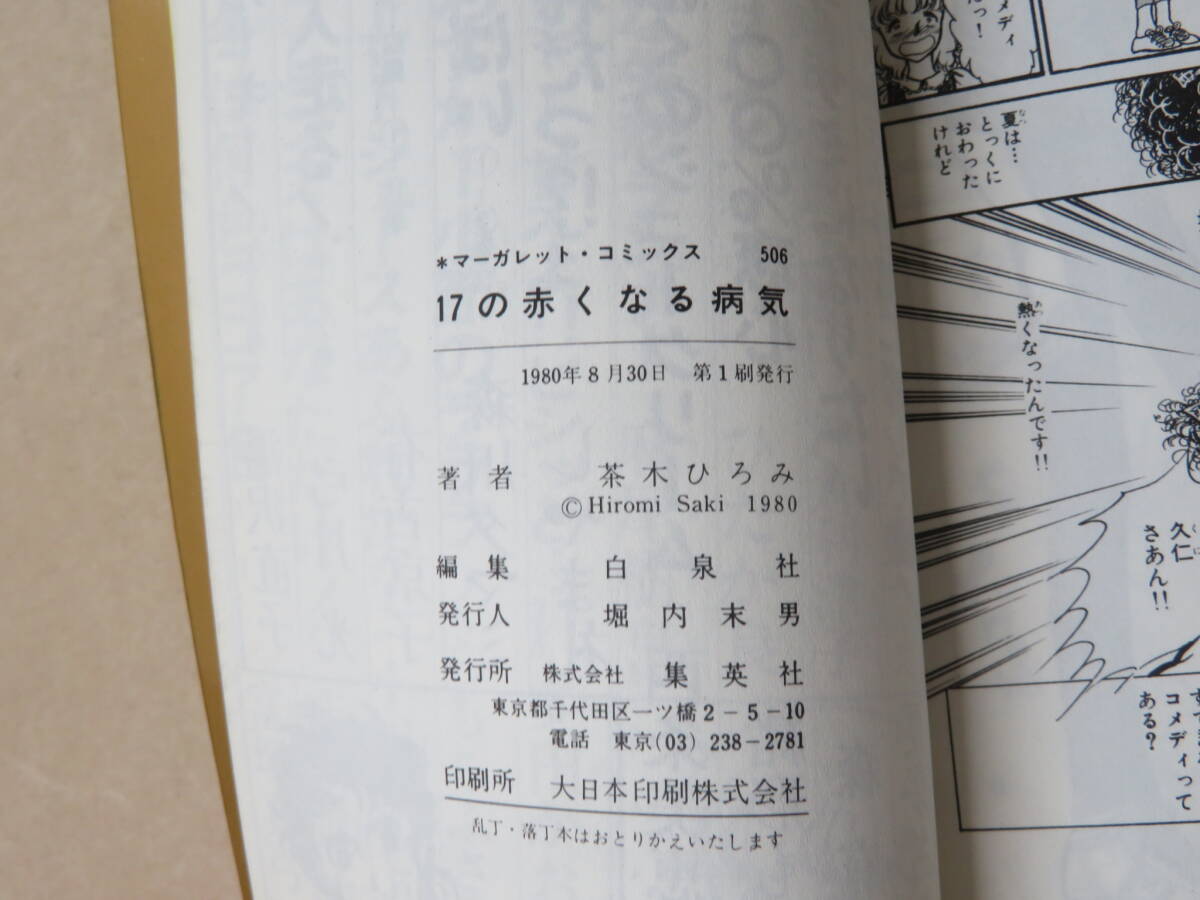 *マーガレット・コミックス 506
17の赤くなる病気
1980年8月30日 第1刷発行
著者 茶木ひろみ
©Hiromi Saki 1980
編集 白泉社
発行人 堀内末男
発行所 株式会社 集英社
東京都千代田区一ツ橋2-5-10
電話 東京(03)238-2781
印刷所 大日本印刷株式会社
乱丁・落丁本はおとりかえいたします
メディ
っ!
夏は…
とっくに
おわった
けれど
熱くなったんです!!
久仁
さあん!!
コメディって
ある?